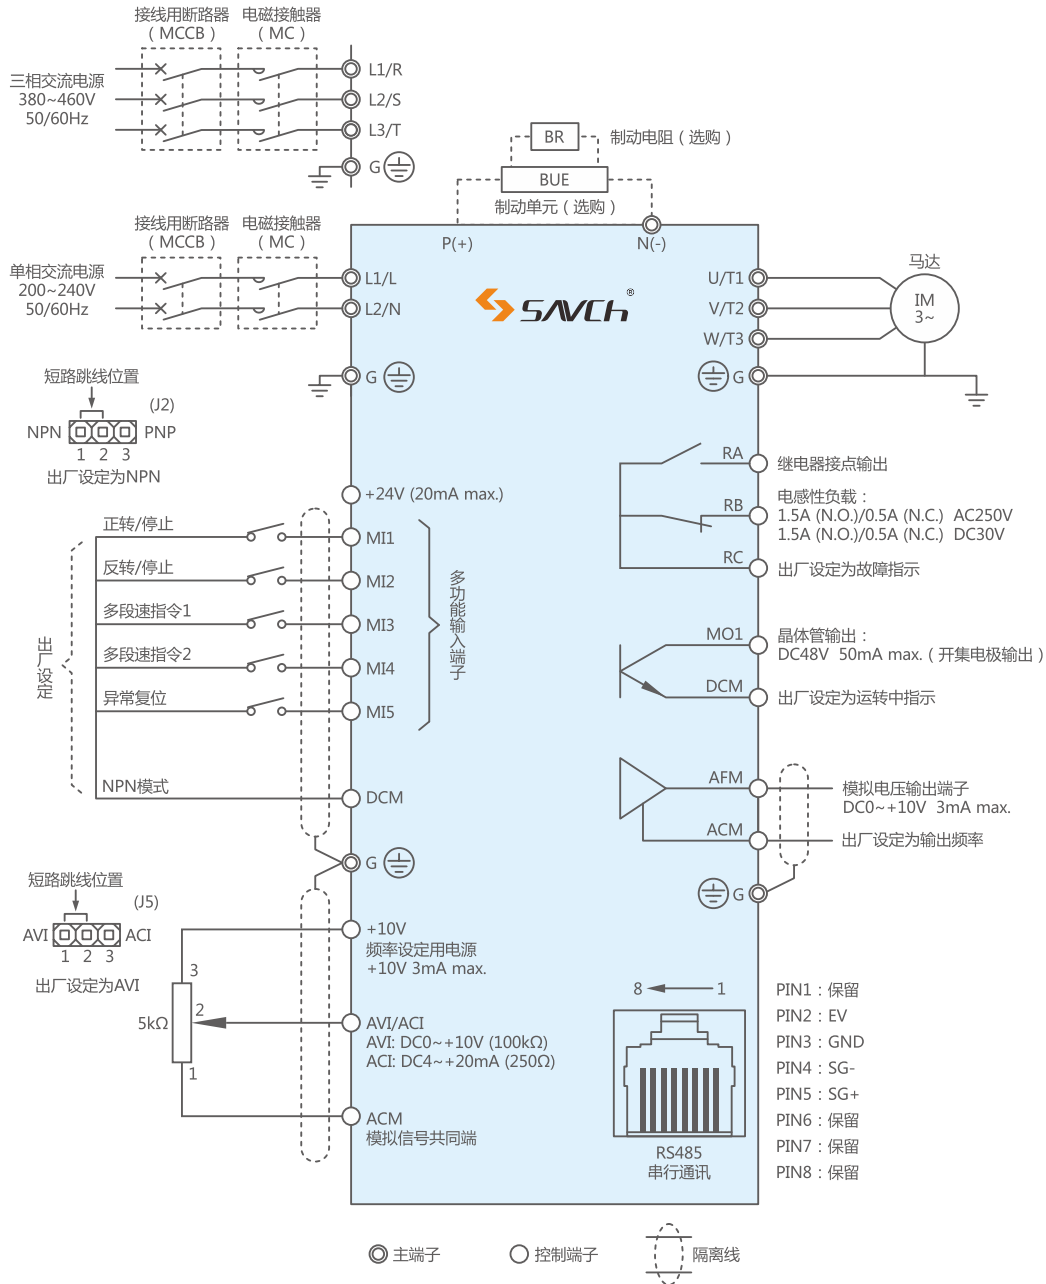 接线用断路器
（MCCB）
电磁接触器
（MC）
三相交流电源
380~460V
50/60Hz
L1/R
L2/S
L3/T
G
BR
制动电阻（选购）
BUE
制动单元（选购）
P(+)
N(-)
接线用断路器
（MCCB）
电磁接触器
（MC）
单相交流电源
200~240V
50/60Hz
L1/L
L2/N
G
SAVCh®
U/T1
V/T2
W/T3
G
马达
IM
3~
短路跳线位置
(J2)
NPN
PNP
1 2 3
出厂设定为NPN
+24V (20mA max.)
正转/停止
MI1
反转/停止
MI2
多段速指令1
MI3
多段速指令2
MI4
异常复位
MI5
NPN模式
DCM
出厂设定
多功能输入端子
G
RA
继电器接点输出
RB
电感性负载：
1.5A (N.O.)/0.5A (N.C.) AC250V
1.5A (N.O.)/0.5A (N.C.) DC30V
RC
出厂设定为故障指示
MO1
晶体管输出：
DC48V 50mA max.（开集电极输出）
DCM
出厂设定为运转中指示
AFM
模拟电压输出端子
DC0~+10V 3mA max.
ACM
出厂设定为输出频率
G
短路跳线位置
(J5)
AVI
ACI
1 2 3
出厂设定为AVI
+10V
频率设定用电源
+10V 3mA max.
3
2
5kΩ
1
AVI/ACI
AVI: DC0~+10V (100kΩ)
ACI: DC4~+20mA (250Ω)
ACM
模拟信号共同端
8
1
RS485
串行通讯
PIN1：保留
PIN2：EV
PIN3：GND
PIN4：SG-
PIN5：SG+
PIN6：保留
PIN7：保留
PIN8：保留
主端子
控制端子
隔离线